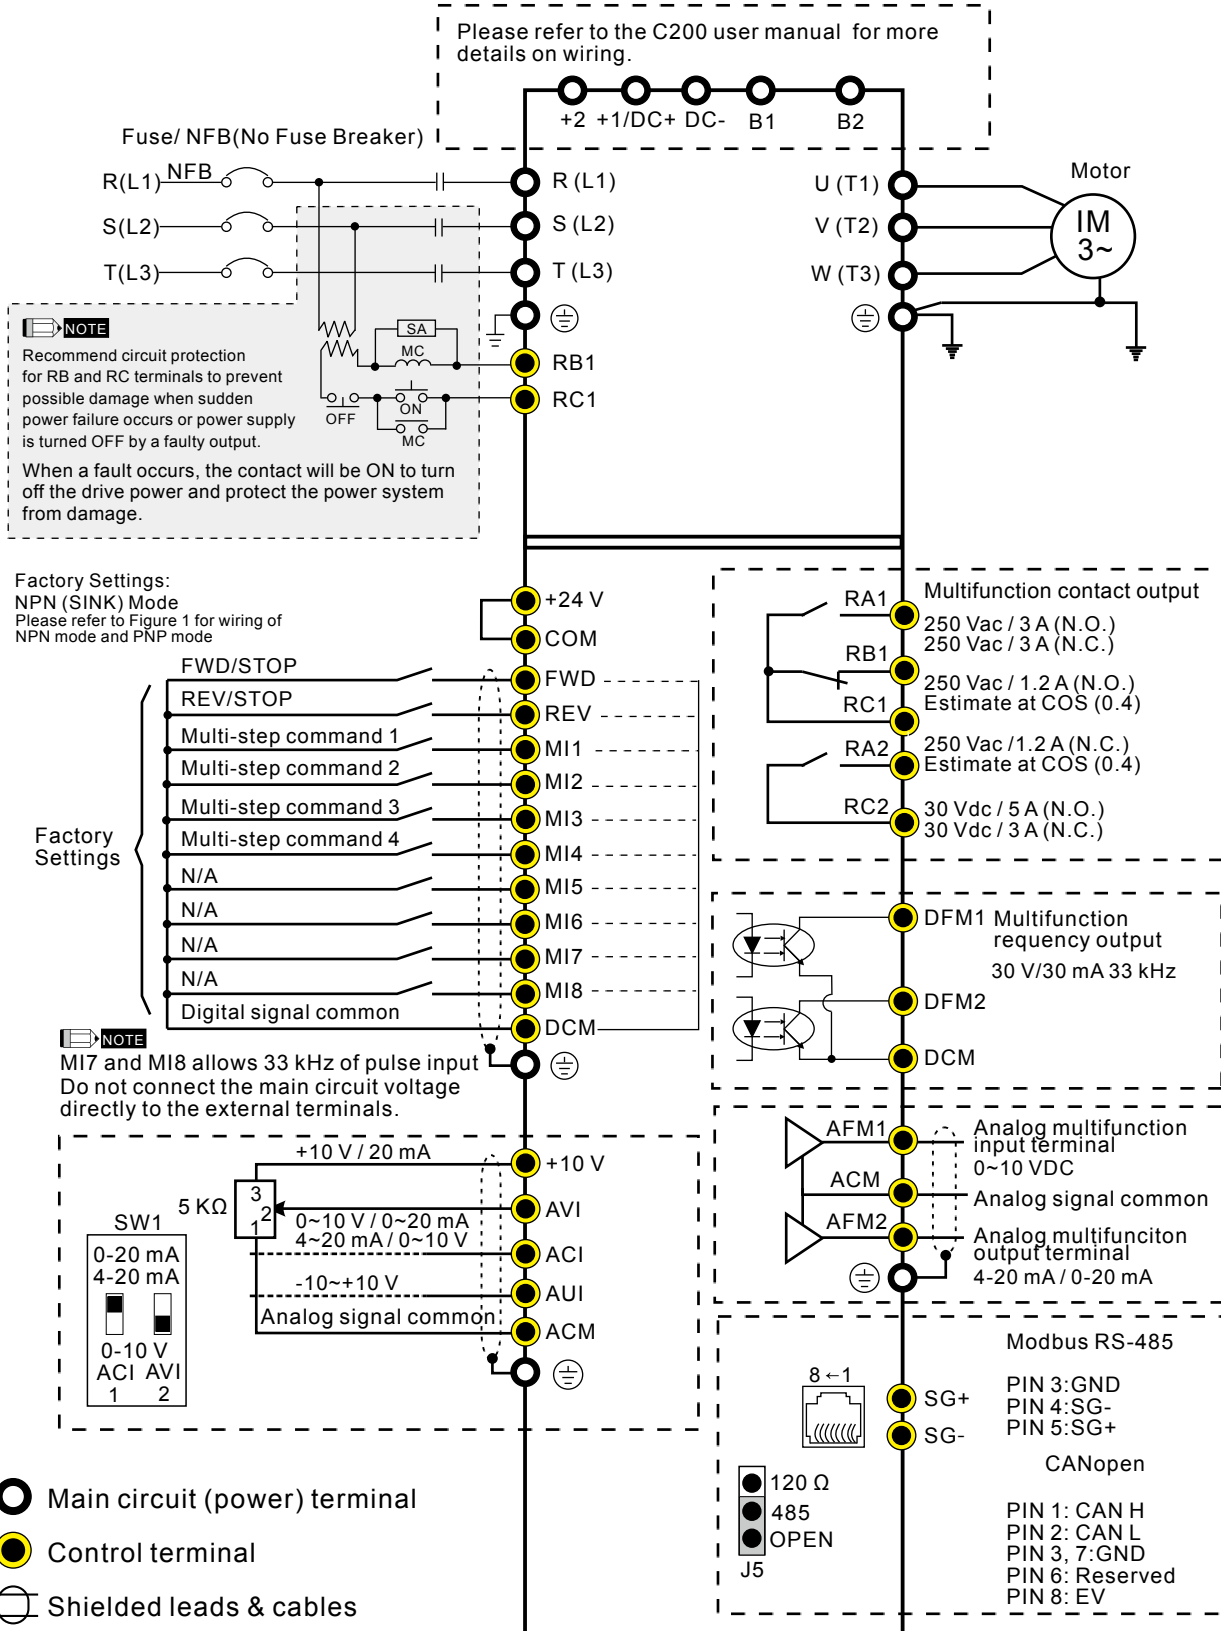 Please refer to the C200 user manual for more
details on wiring.
+2 +1/DC+ DC- B1 B2
Fuse/ NFB(No Fuse Breaker)
R(L1) NFB
S(L2)
T(L3)
R (L1)
S (L2)
T (L3)
RB1
RC1
U (T1)
V (T2)
W (T3)
Motor
IM
3~
NOTE
Recommend circuit protection
for RB and RC terminals to prevent
possible damage when sudden
power failure occurs or power supply
is turned OFF by a faulty output.
When a fault occurs, the contact will be ON to turn
off the drive power and protect the power system
from damage.
SA
MC
OFF
ON
MC
Factory Settings:
NPN (SINK) Mode
Please refer to Figure 1 for wiring of
NPN mode and PNP mode
+24 V
COM
FWD/STOP
FWD
REV/STOP
REV
Multi-step command 1
MI1
Multi-step command 2
MI2
Multi-step command 3
MI3
Multi-step command 4
MI4
N/A
MI5
N/A
MI6
N/A
MI7
N/A
MI8
Digital signal common
DCM
Factory
Settings
NOTE
MI7 and MI8 allows 33 kHz of pulse input
Do not connect the main circuit voltage
directly to the external terminals.
RA1
RB1
RC1
RA2
RC2
Multifunction contact output
250 Vac / 3 A (N.O.)
250 Vac / 3 A (N.C.)
250 Vac / 1.2 A (N.O.)
Estimate at COS (0.4)
250 Vac /1.2 A (N.C.)
Estimate at COS (0.4)
30 Vdc / 5 A (N.O.)
30 Vdc / 3 A (N.C.)
DFM1
Multifunction
requency output
30 V/30 mA 33 kHz
DFM2
DCM
+10 V / 20 mA
+10 V
5 KΩ
3
2
1
AVI
0~10 V / 0~20 mA
4~20 mA / 0~10 V
ACI
-10~+10 V
AUI
Analog signal common
ACM
SW1
0-20 mA
4-20 mA
0-10 V
ACI AVI
1 2
AFM1
Analog multifunction
input terminal
0~10 VDC
ACM
Analog signal common
AFM2
Analog multifunciton
output terminal
4-20 mA / 0-20 mA
8←1
SG+
SG-
Modbus RS-485
PIN 3:GND
PIN 4:SG-
PIN 5:SG+
CANopen
PIN 1: CAN H
PIN 2: CAN L
PIN 3, 7:GND
PIN 6: Reserved
PIN 8: EV
120 Ω
485
OPEN
J5
Main circuit (power) terminal
Control terminal
Shielded leads & cables